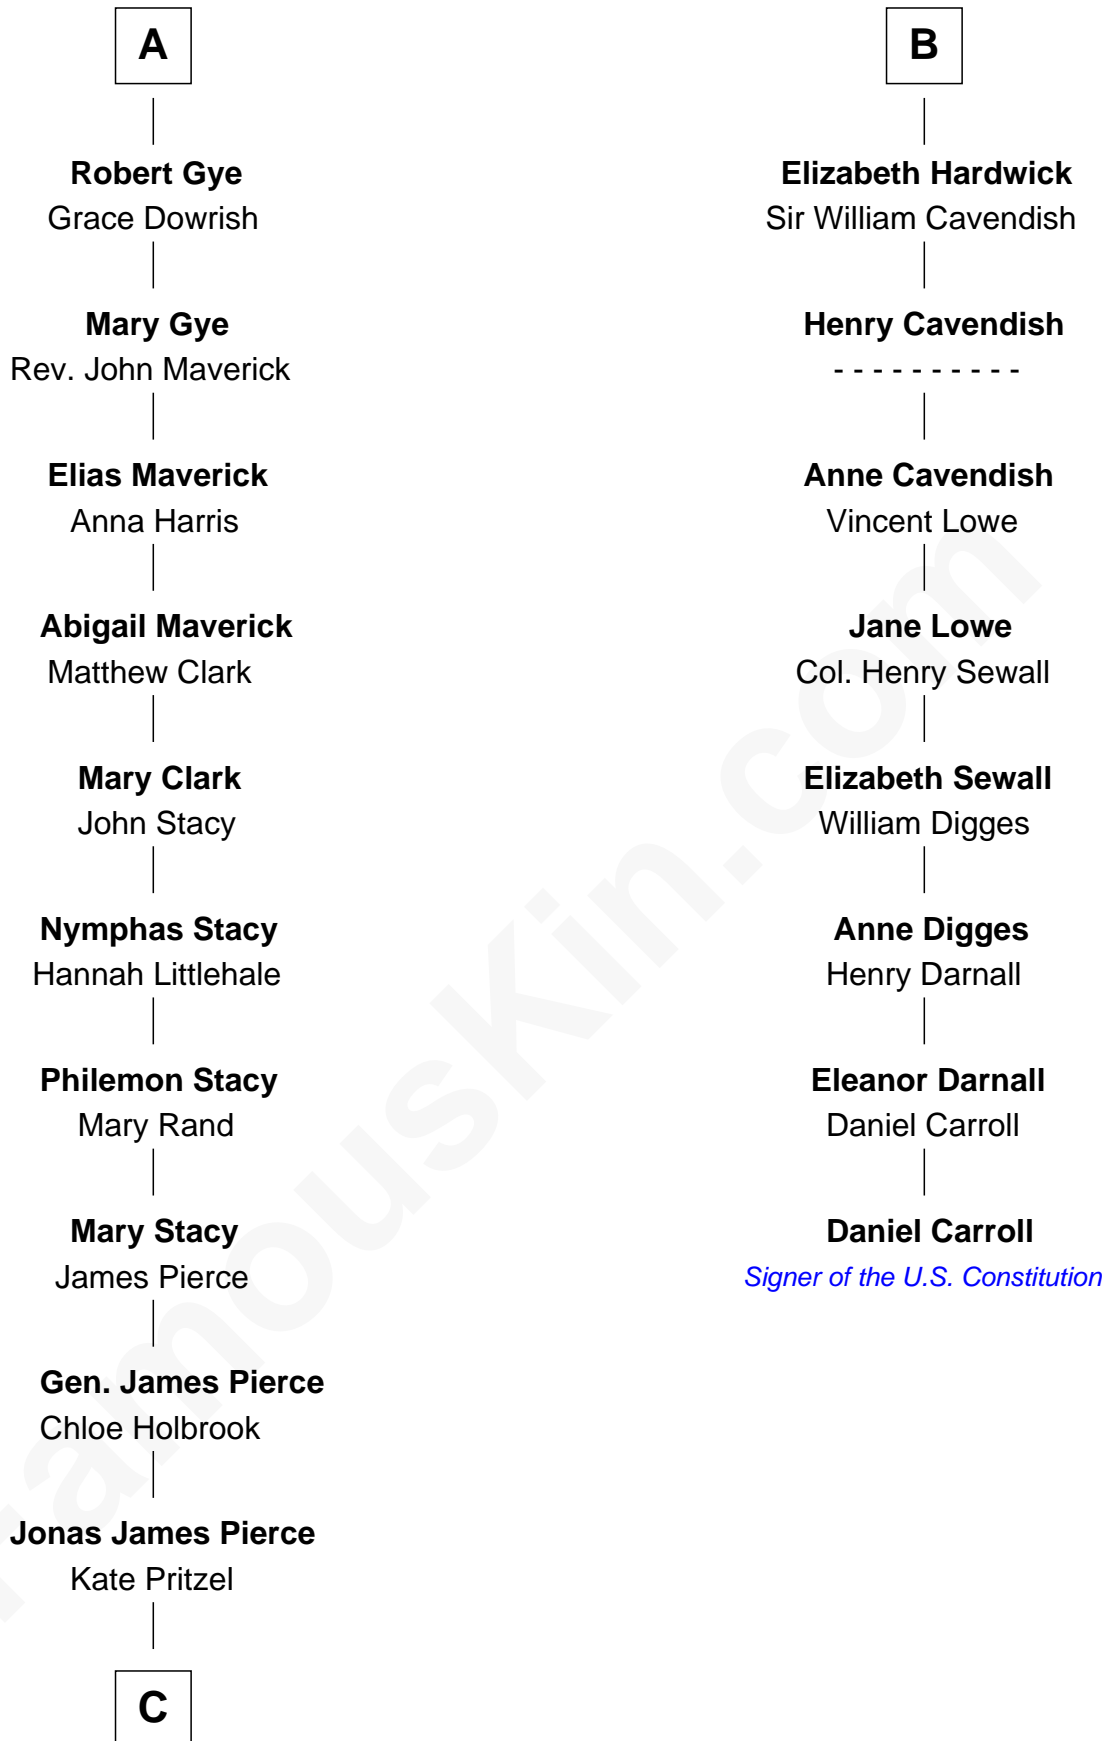 A
Robert Gye
Grace Dowrish
Mary Gye
Rev. John Maverick
Elias Maverick
Anna Harris
Abigail Maverick
Matthew Clark
Mary Clark
John Stacy
Nymphas Stacy
Hannah Littlehale
Philemon Stacy
Mary Rand
Mary Stacy
James Pierce
Gen. James Pierce
Chloe Holbrook
Jonas James Pierce
Kate Pritzel
C
B
Elizabeth Hardwick
Sir William Cavendish
Henry Cavendish
- - - - - - - - - -
Anne Cavendish
Vincent Lowe
Jane Lowe
Col. Henry Sewall
Elizabeth Sewall
William Digges
Anne Digges
Henry Darnall
Eleanor Darnall
Daniel Carroll
Daniel Carroll
Signer of the U.S. Constitution
FamousKin.com